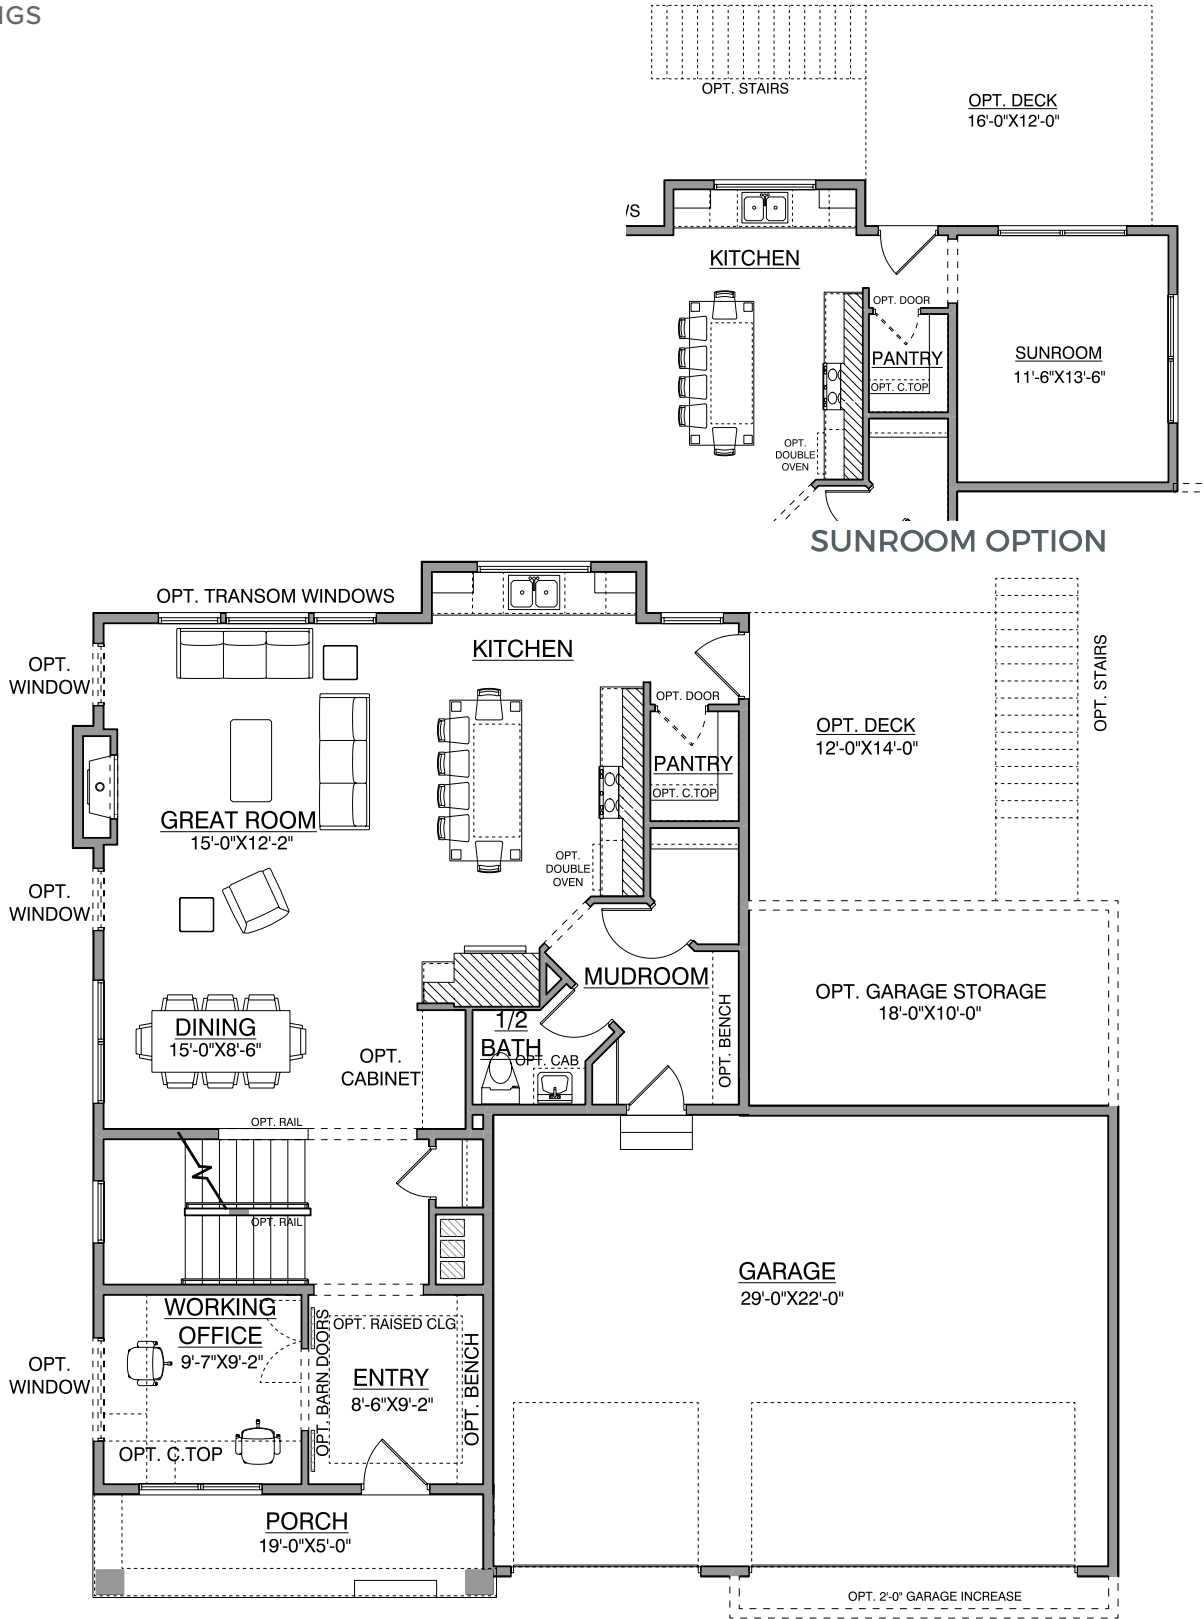 NGS
OPT. STAIRS
OPT. DECK
16'-0"X12'-0"
WS
KITCHEN
OPT. DOOR
PANTRY
OPT. C.TOP
SUNROOM
11'-6"X13'-6"
OPT.
DOUBLE
OVEN
SUNROOM OPTION
OPT. TRANSOM WINDOWS
KITCHEN
OPT.
WINDOW
OPT. DOOR
OPT. STAIRS
OPT. DECK
12'-0"X14'-0"
PANTRY
OPT. C.TOP
GREAT ROOM
15'-0"X12'-2"
OPT.
DOUBLE
OVEN
OPT.
WINDOW
MUDROOM
OPT. BENCH
OPT. GARAGE STORAGE
18'-0"X10'-0"
DINING
15'-0"X8'-6"
1/2
BATH
OPT. CAB
OPT.
CABINET
OPT. RAIL
OPT. RAIL
GARAGE
29'-0"X22'-0"
WORKING
OFFICE
9'-7"X9'-2"
OPT. BARN DOORS
OPT. RAISED CLG
ENTRY
8'-6"X9'-2"
OPT. BENCH
OPT.
WINDOW
OPT. C.TOP
PORCH
19'-0"X5'-0"
OPT. 2'-0" GARAGE INCREASE